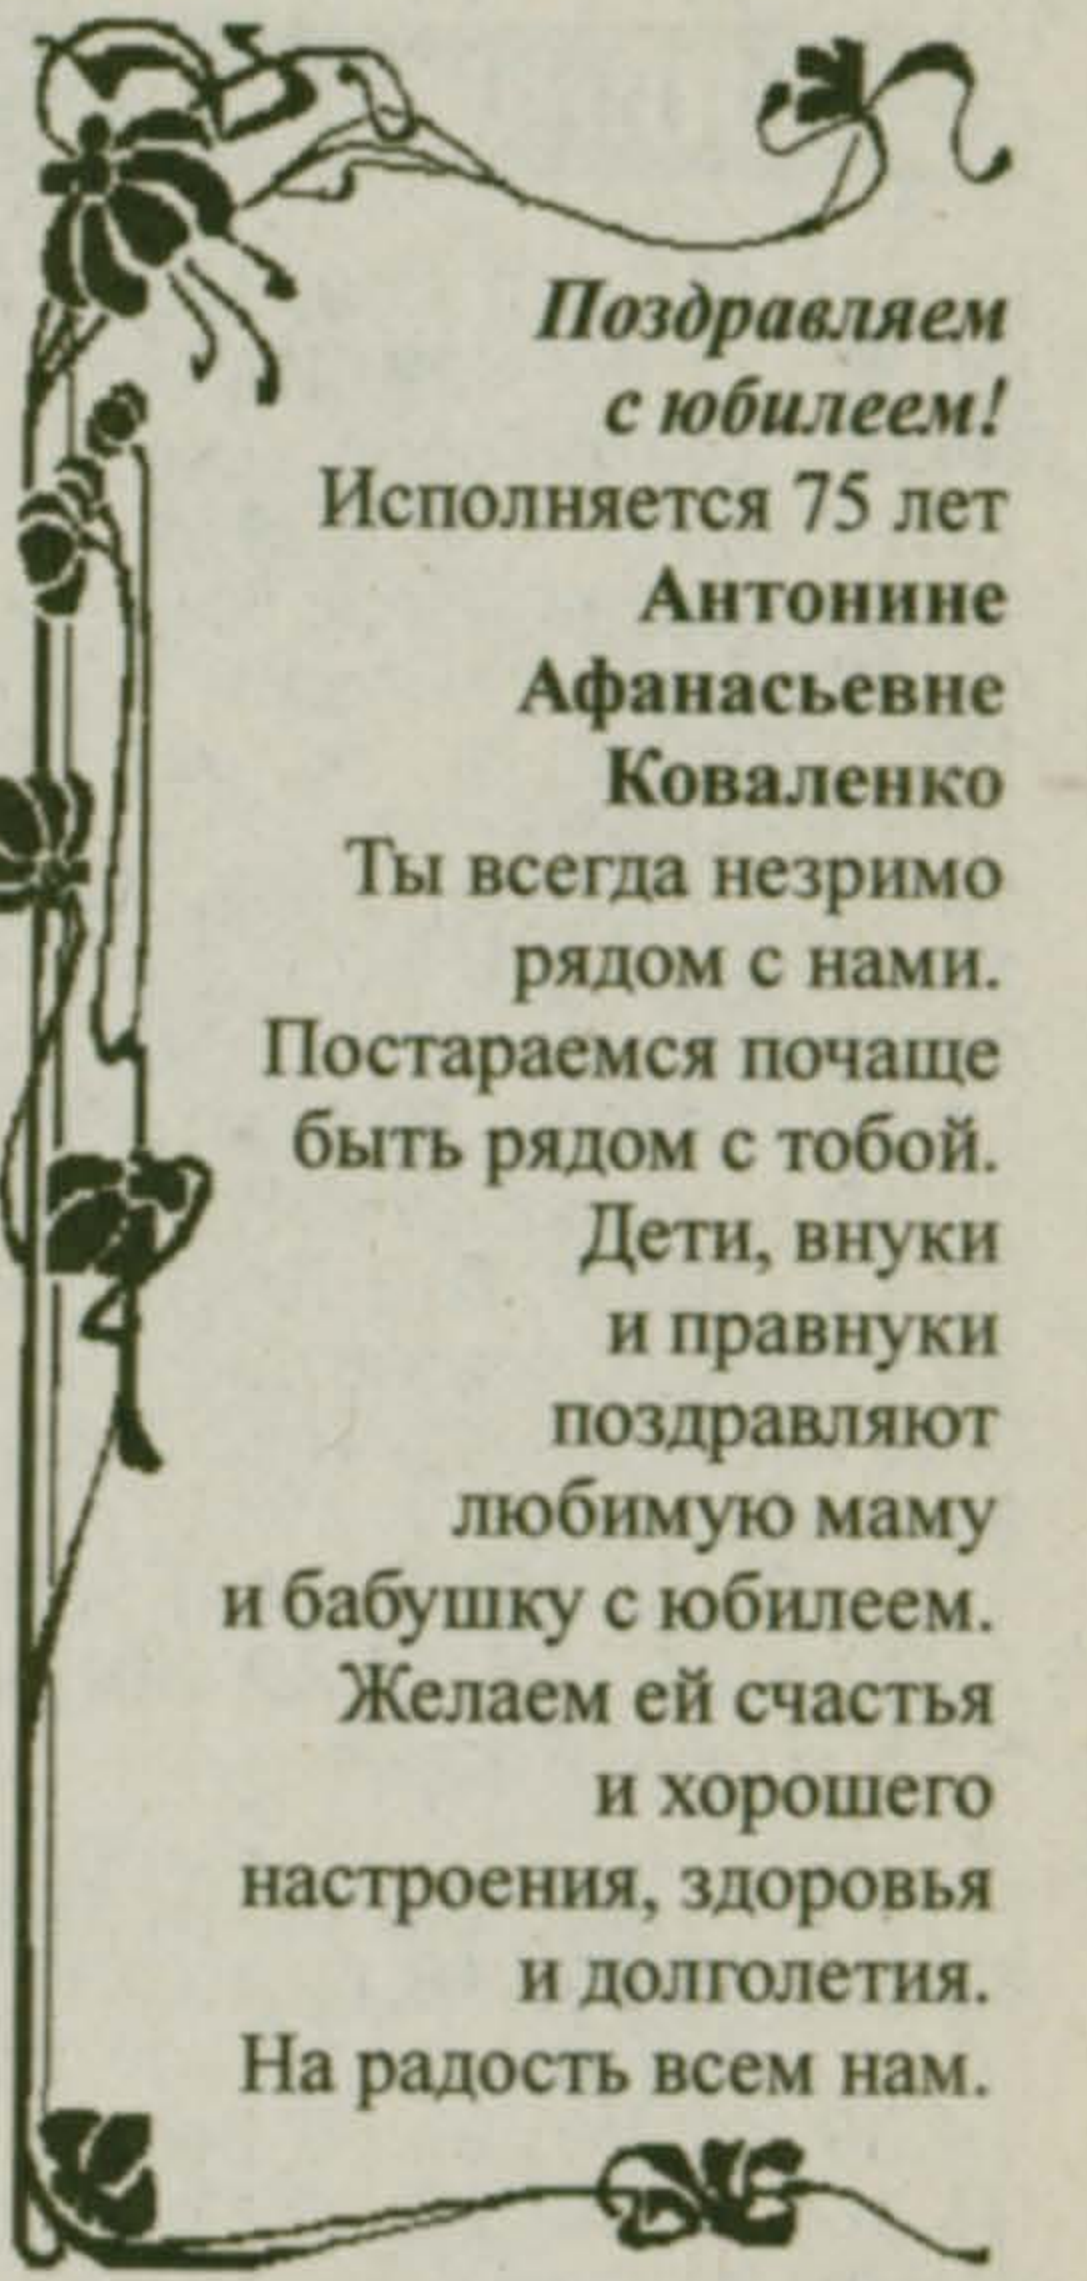 Поздравляем
с юбилеем!
Исполняется 75 лет
Антонине
Афанасьевне
Коваленко
Ты всегда незримо
рядом с нами.
Постараемся почаще
быть рядом с тобой.
Дети, внуки
и правнуки
поздравляют
любимую маму
и бабушку с юбилеем.
Желаем ей счастья
и хорошего
настроения, здоровья
и долголетия.
На радость всем нам.